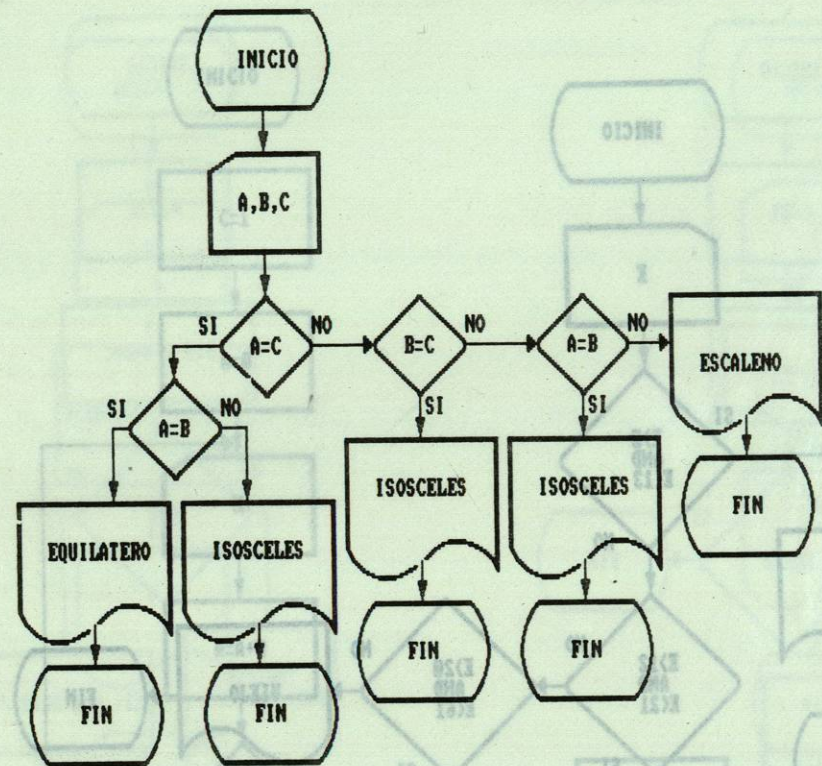 INICIO
A,B,C
SI
A=C
NO
B=C
NO
A=B
NO
ESCALENO
SI
A=B
NO
SI
SI
ISOSCELES
ISOSCELES
FIN
EQUILATERO
ISOSCELES
FIN
FIN
FIN
FIN